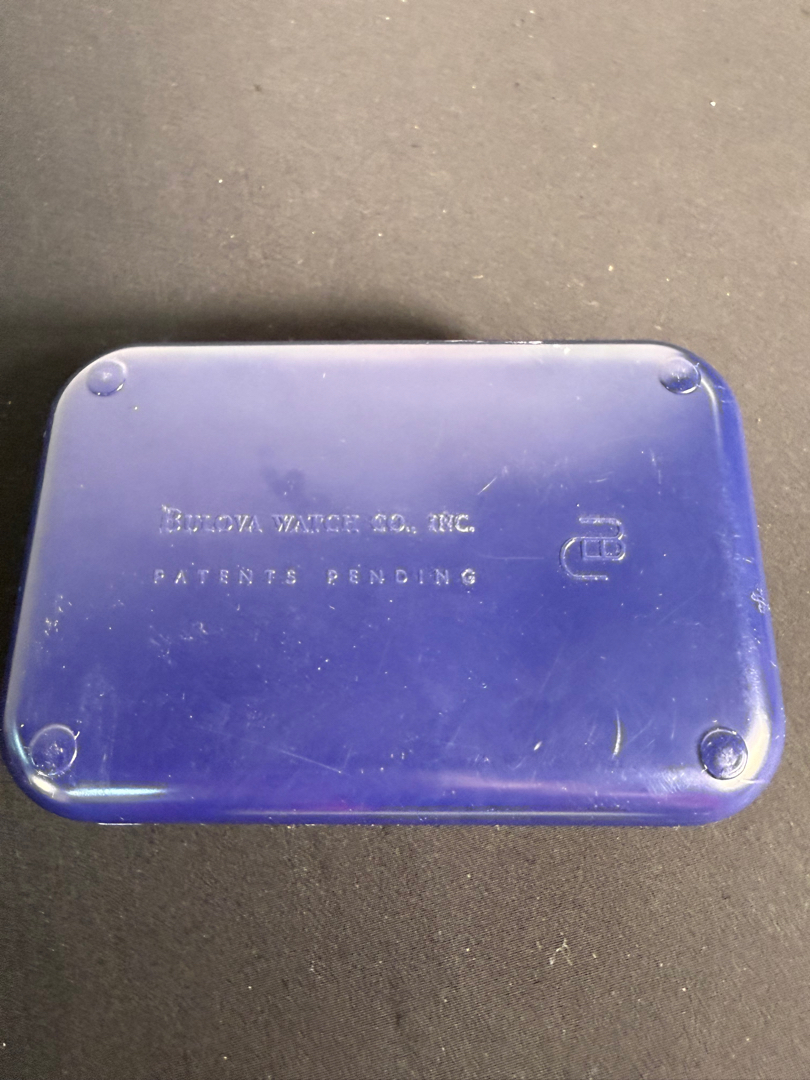 BULOVA WATCH CO., INC.
PATENTS PENDING